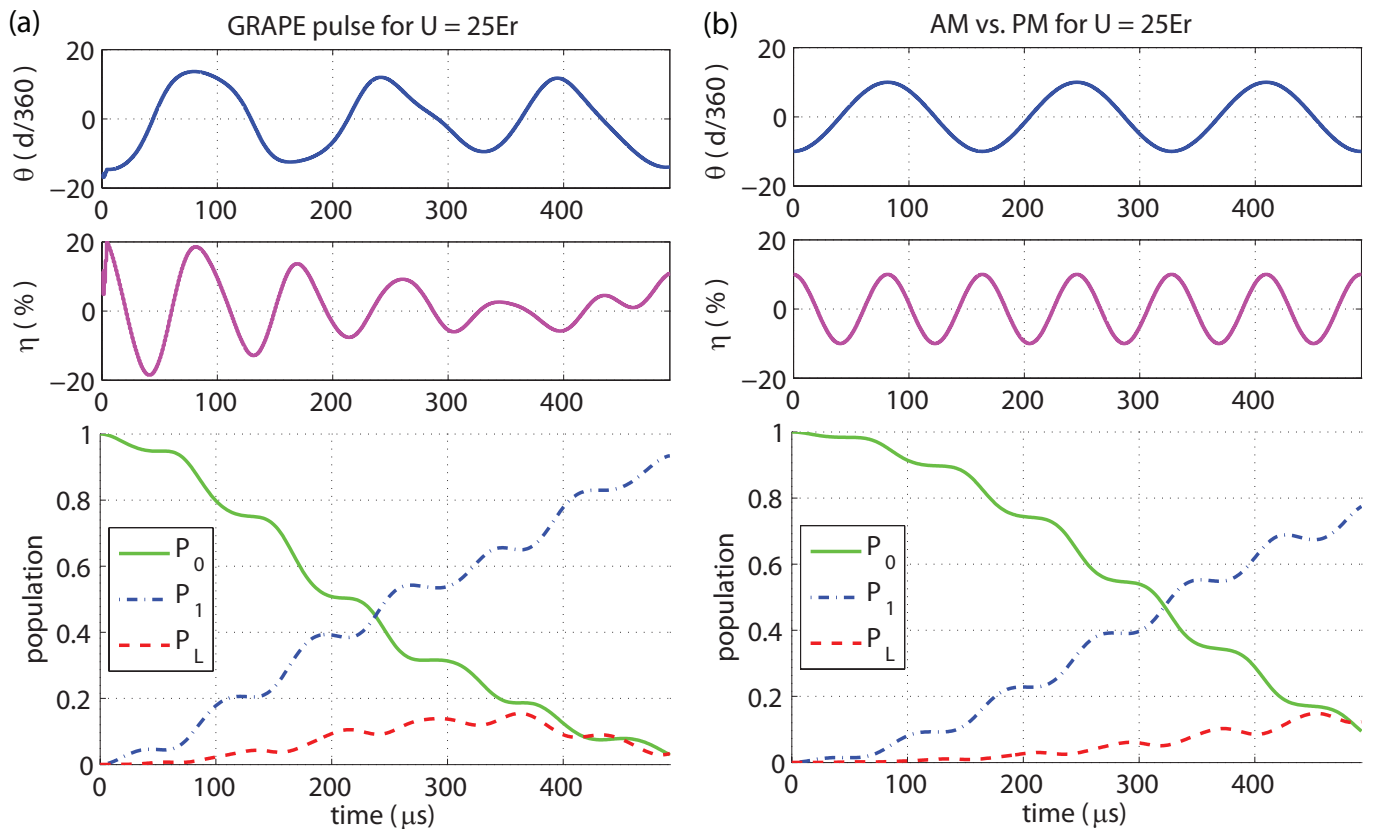 (a)
GRAPE pulse for U = 25Er
20
0
−20
θ ( d/360 )
0 100 200 300 400
20
0
−20
η ( % )
0 100 200 300 400
1
0.8
0.6
0.4
0.2
0
population
P0
P1
PL
0 100 200 300 400
time ( μs )
(b)
AM vs. PM for U = 25Er
20
0
−20
θ ( d/360 )
0 100 200 300 400
20
0
−20
η ( % )
0 100 200 300 400
1
0.8
0.6
0.4
0.2
0
population
P0
P1
PL
0 100 200 300 400
time ( μs )